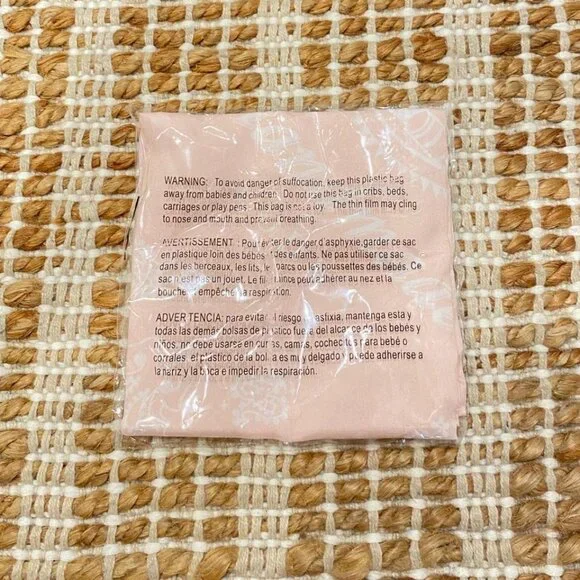 WARNING: To avoid danger of suffocation, keep this plastic bag
away from babies and children. Do not use this bag in cribs, beds,
carriages or play pens. This bag is not a toy. The thin film may cling
to nose and mouth and prevent breathing.
AVERTISSEMENT : Pour éviter le danger d'asphyxie,garder ce sac
en plastique loin des bébés des enfants. Ne pas utiliser ce sac
dans les berceaux, les lits, parcs ou les poussettes des bébés. Ce
sac n'est pas un jouet. Le film mince peut adhérer au nez et la
bouche empêcher la respiration.
ADVERTENCIA: para evitar el riesgo de asfixia, mantenga esta y
todas las demás bolsas de plástico fuera del alcance de los bebés y
niños, no debe usarse en cunas, camas, cochecitos para bebé o
corrales. el plástico de la bolsa es muy delgado y puede adherirse a
la nariz y la boca e impedir la respiración.